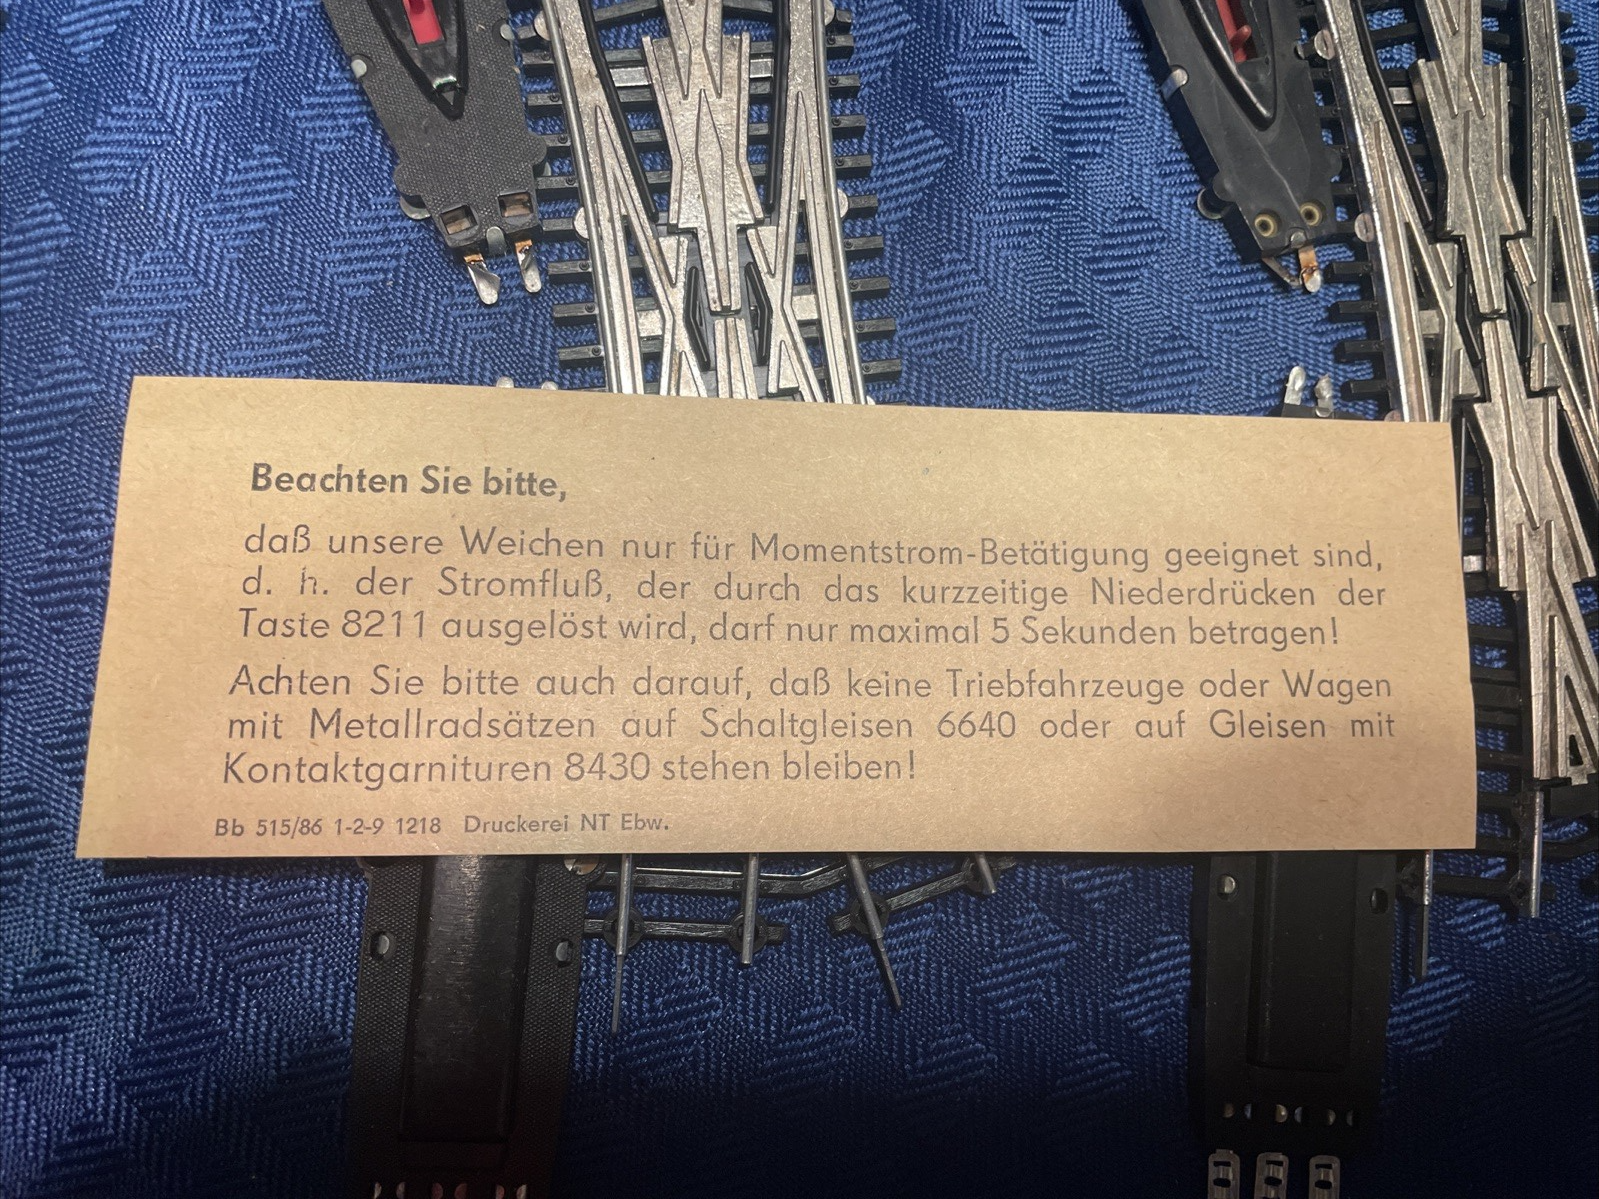 Beachten Sie bitte,
daß unsere Weichen nur für Momentstrom-Betätigung geeignet sind,
d. h. der Stromfluß, der durch das kurzzeitige Niederdrücken der
Taste 8211 ausgelöst wird, darf nur maximal 5 Sekunden betragen!
Achten Sie bitte auch darauf, daß keine Triebfahrzeuge oder Wagen
mit Metallradsätzen auf Schaltgleisen 6640 oder auf Gleisen mit
Kontaktgarnituren 8430 stehen bleiben!
Bb 515/86 1-2-9 1218 Druckerei NT Ebw.